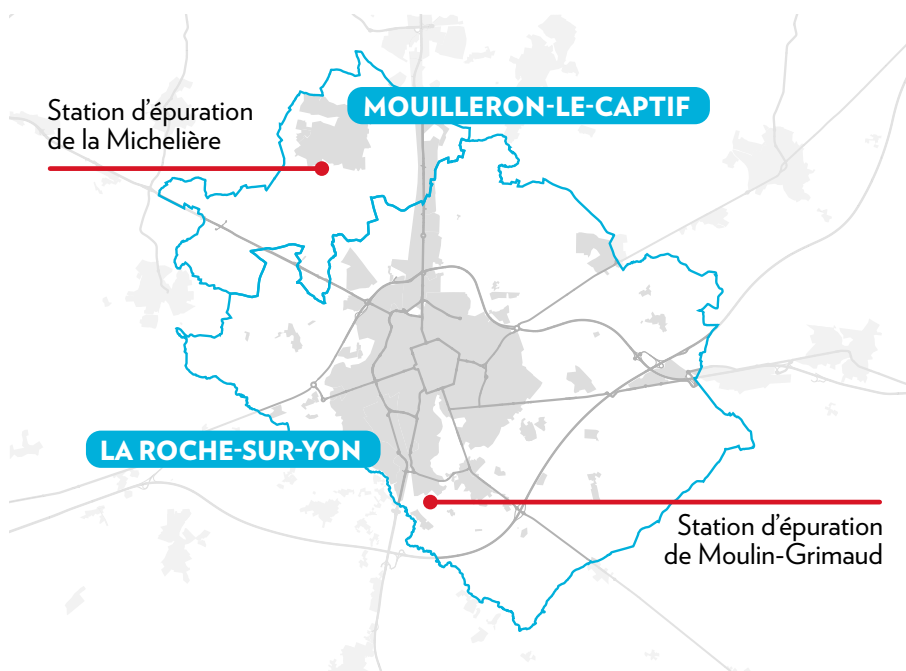 Station d'épuration
de la Michelière
MOUILLERON-LE-CAPTIF
LA ROCHE-SUR-YON
Station d'épuration
de Moulin-Grimaud